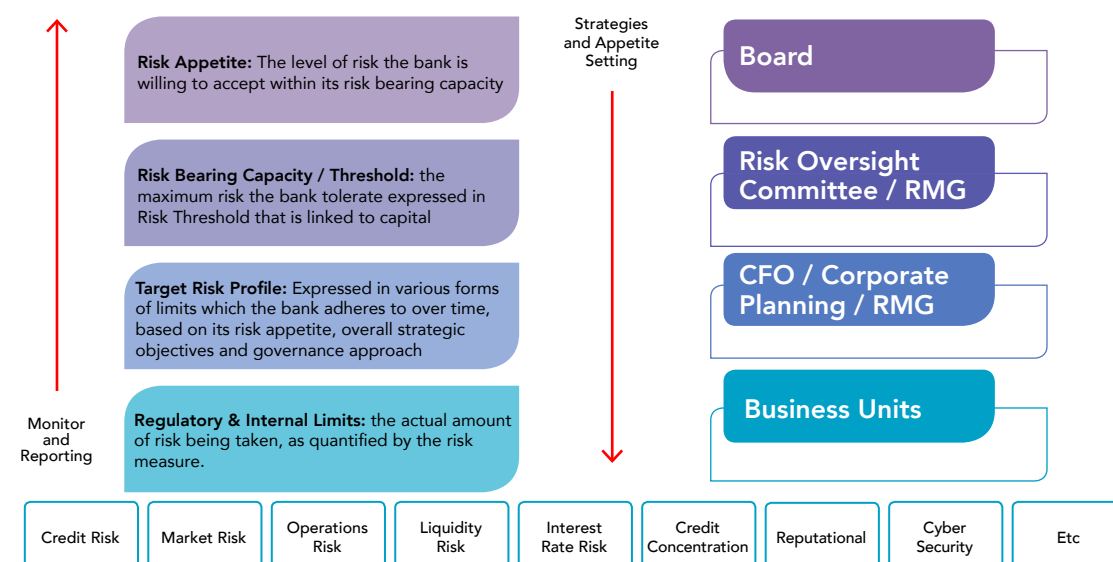 Risk Appetite: The level of risk the bank is
willing to accept within its risk bearing capacity
Strategies
and Appetite
Setting
Board
Risk Bearing Capacity / Threshold: the
maximum risk the bank tolerate expressed in
Risk Threshold that is linked to capital
Risk Oversight
Committee / RMG
Target Risk Profile: Expressed in various forms
of limits which the bank adheres to over time,
based on its risk appetite, overall strategic
objectives and governance approach
CFO / Corporate
Planning / RMG
Monitor
and
Reporting
Regulatory & Internal Limits: the actual amount
of risk being taken, as quantified by the risk
measure.
Business Units
Credit Risk
Market Risk
Operations
Risk
Liquidity
Risk
Interest
Rate Risk
Credit
Concentration
Reputational
Cyber
Security
Etc